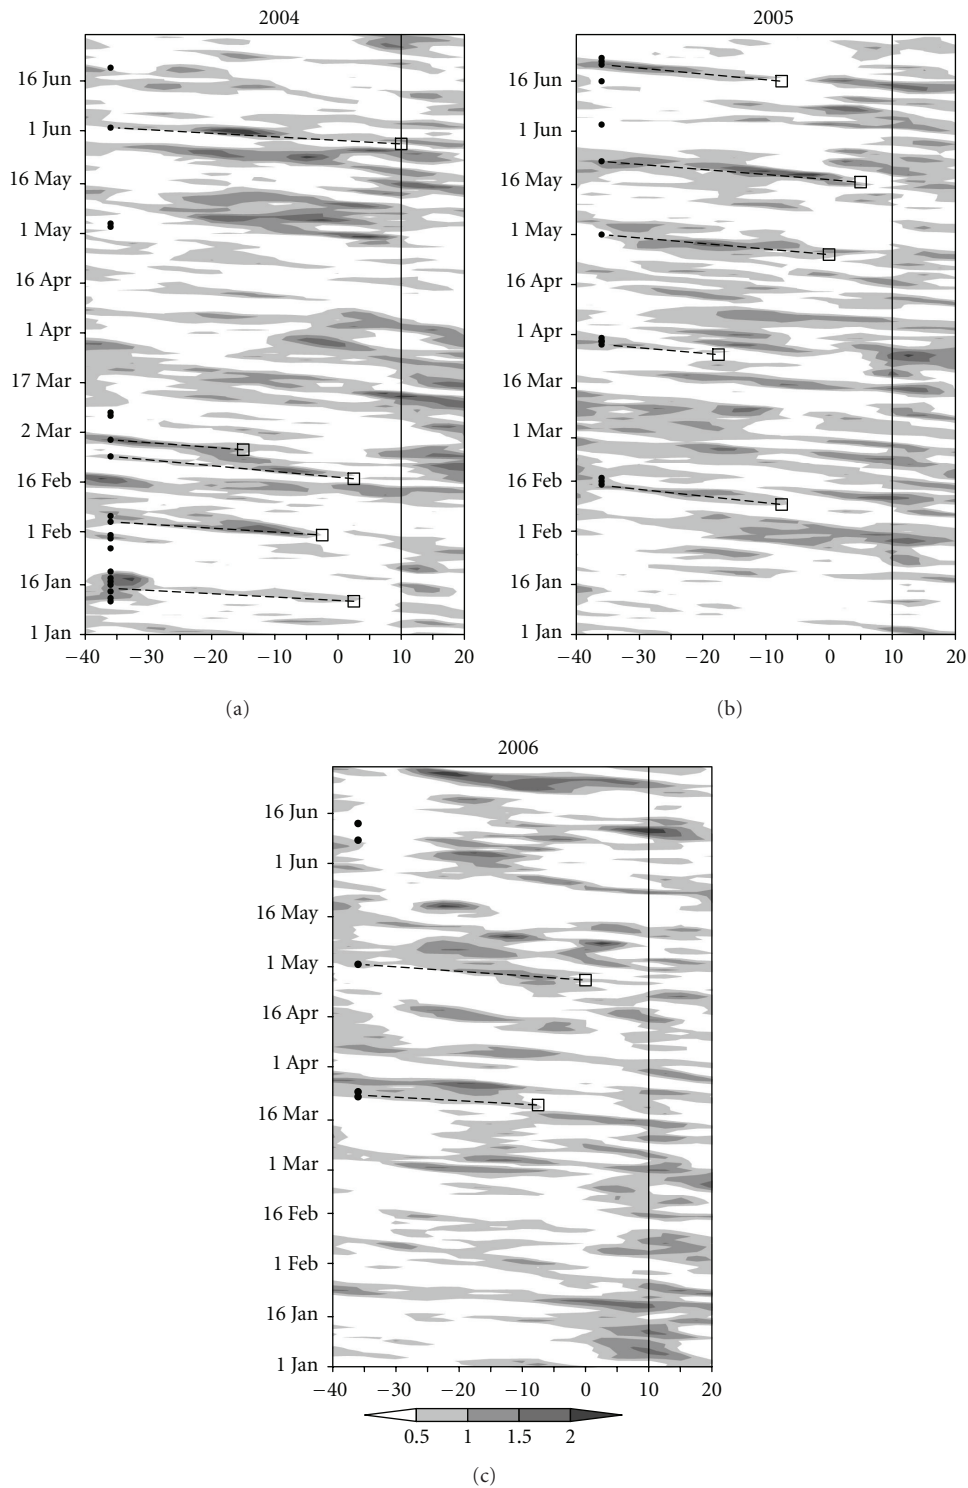 2004
16 Jun
1 Jun
16 May
1 May
16 Apr
1 Apr
17 Mar
2 Mar
16 Feb
1 Feb
16 Jan
1 Jan
−40 −30 −20 −10 0 10 20
(a)
2005
16 Jun
1 Jun
16 May
1 May
16 Apr
1 Apr
16 Mar
1 Mar
16 Feb
1 Feb
16 Jan
1 Jan
−40 −30 −20 −10 0 10 20
(b)
2006
16 Jun
1 Jun
16 May
1 May
16 Apr
1 Apr
16 Mar
1 Mar
16 Feb
1 Feb
16 Jan
1 Jan
−40 −30 −20 −10 0 10 20
0.5 1 1.5 2
(c)